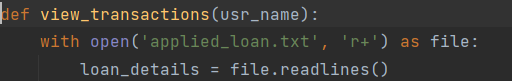 def view_transactions(usr_name):
    with open('applied_loan.txt', 'r+') as file:
        loan_details = file.readlines()